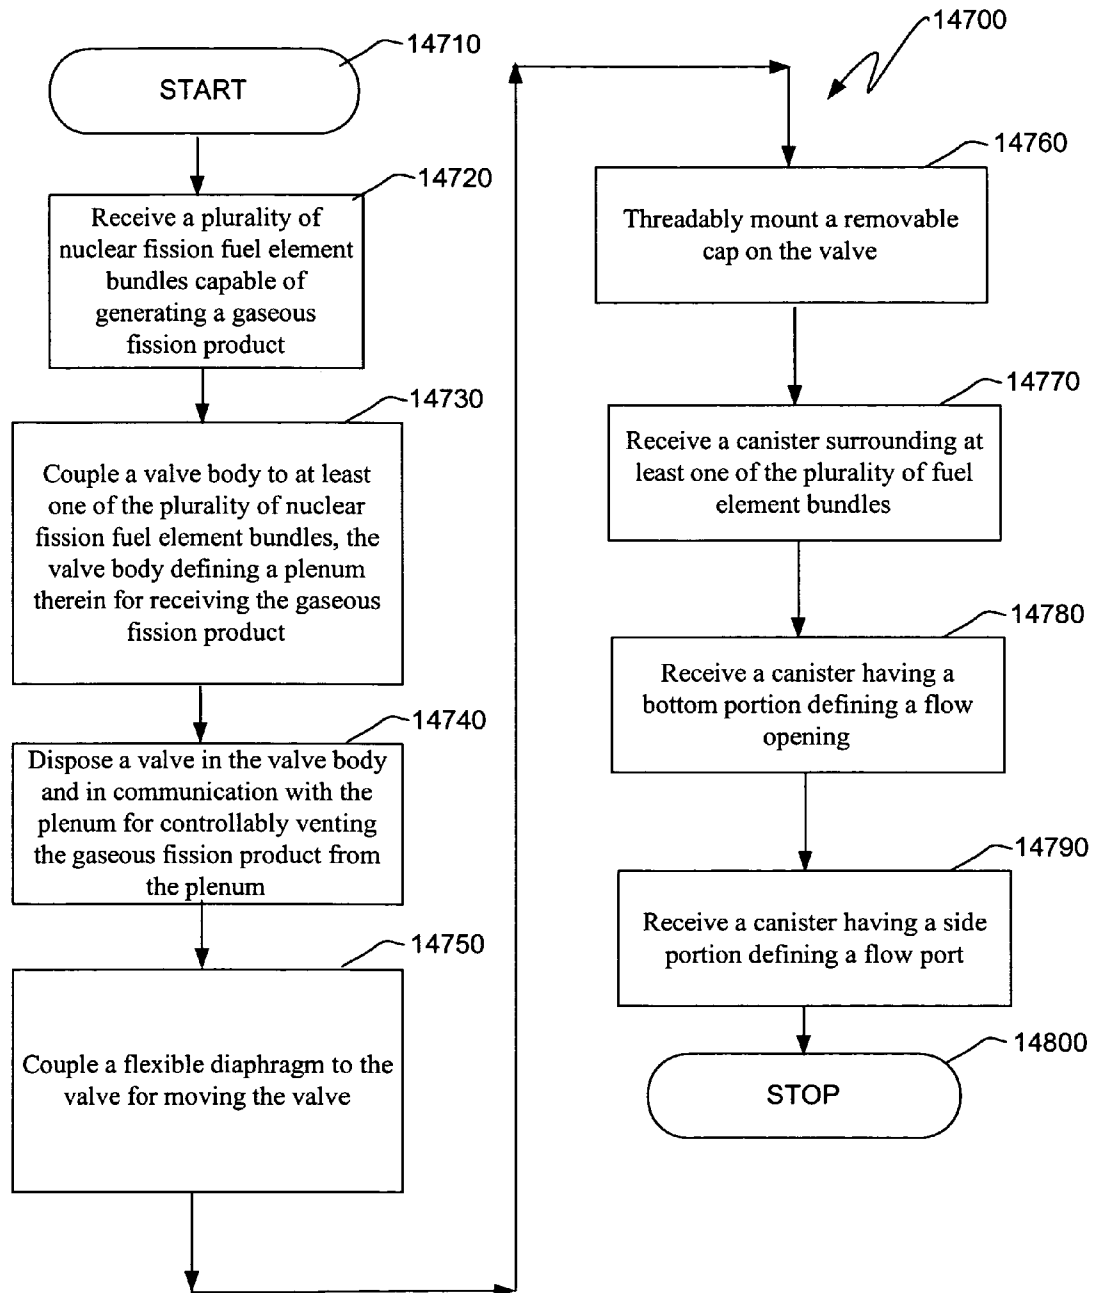 14700
14710
START
14720
Receive a plurality of
nuclear fission fuel element
bundles capable of
generating a gaseous
fission product
14730
Couple a valve body to at least
one of the plurality of nuclear
fission fuel element bundles, the
valve body defining a plenum
therein for receiving the gaseous
fission product
14740
Dispose a valve in the valve body
and in communication with the
plenum for controllably venting
the gaseous fission product from
the plenum
14750
Couple a flexible diaphragm to the
valve for moving the valve
14760
Threadably mount a removable
cap on the valve
14770
Receive a canister surrounding at
least one of the plurality of fuel
element bundles
14780
Receive a canister having a
bottom portion defining a flow
opening
14790
Receive a canister having a side
portion defining a flow port
14800
STOP